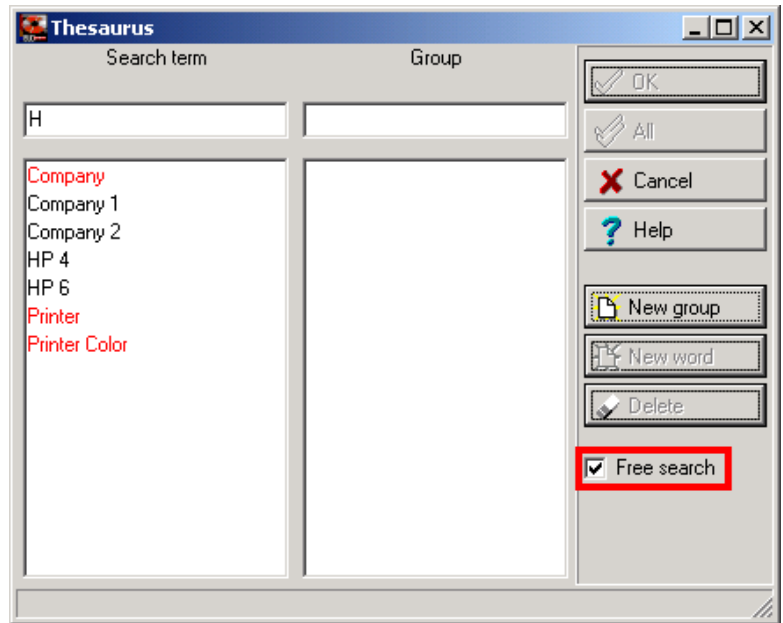 Thesaurus
Search term
Group
H
Company
Company 1
Company 2
HP 4
HP 6
Printer
Printer Color
OK
All
Cancel
Help
New group
New word
Delete
Free search